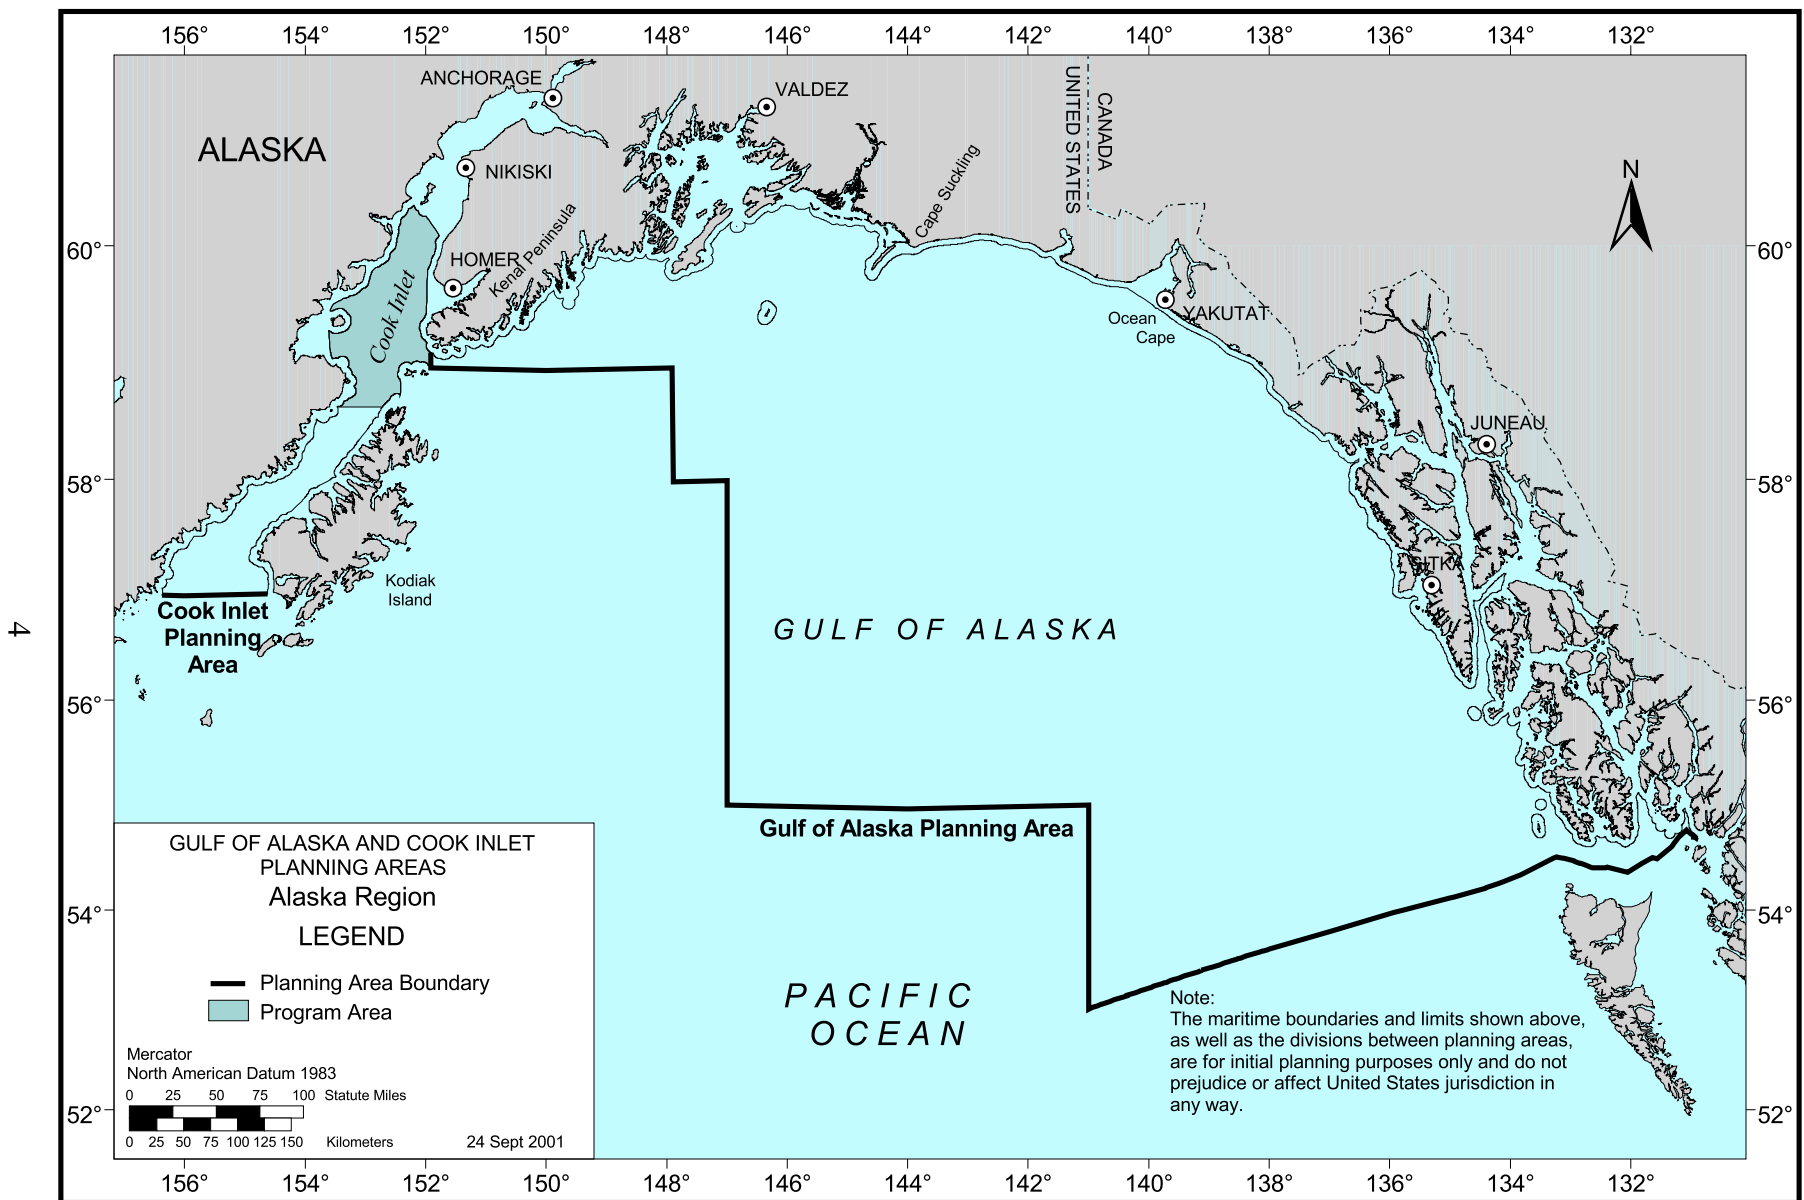 156° 154° 152° 150° 148° 146° 144° 142° 140° 138° 136° 134° 132°
ANCHORAGE
VALDEZ
UNITED STATES
CANADA
ALASKA
NIKISKI
Cape Suckling
N
60°
60°
HOMER
Kenai Peninsula
Cook Inlet
YAKUTAT
Ocean
Cape
JUNEAU
58°
58°
SITKA
Kodiak
Island
Cook Inlet
Planning
Area
4
GULF OF ALASKA
56°
56°
Gulf of Alaska Planning Area
GULF OF ALASKA AND COOK INLET
PLANNING AREAS
Alaska Region
LEGEND
Planning Area Boundary
Program Area
Mercator
North American Datum 1983
0 25 50 75 100 Statute Miles
0 25 50 75 100 125 150 Kilometers
24 Sept 2001
54°
54°
PACIFIC
OCEAN
Note:
The maritime boundaries and limits shown above,
as well as the divisions between planning areas,
are for initial planning purposes only and do not
prejudice or affect United States jurisdiction in
any way.
52°
52°
156° 154° 152° 150° 148° 146° 144° 142° 140° 138° 136° 134° 132°